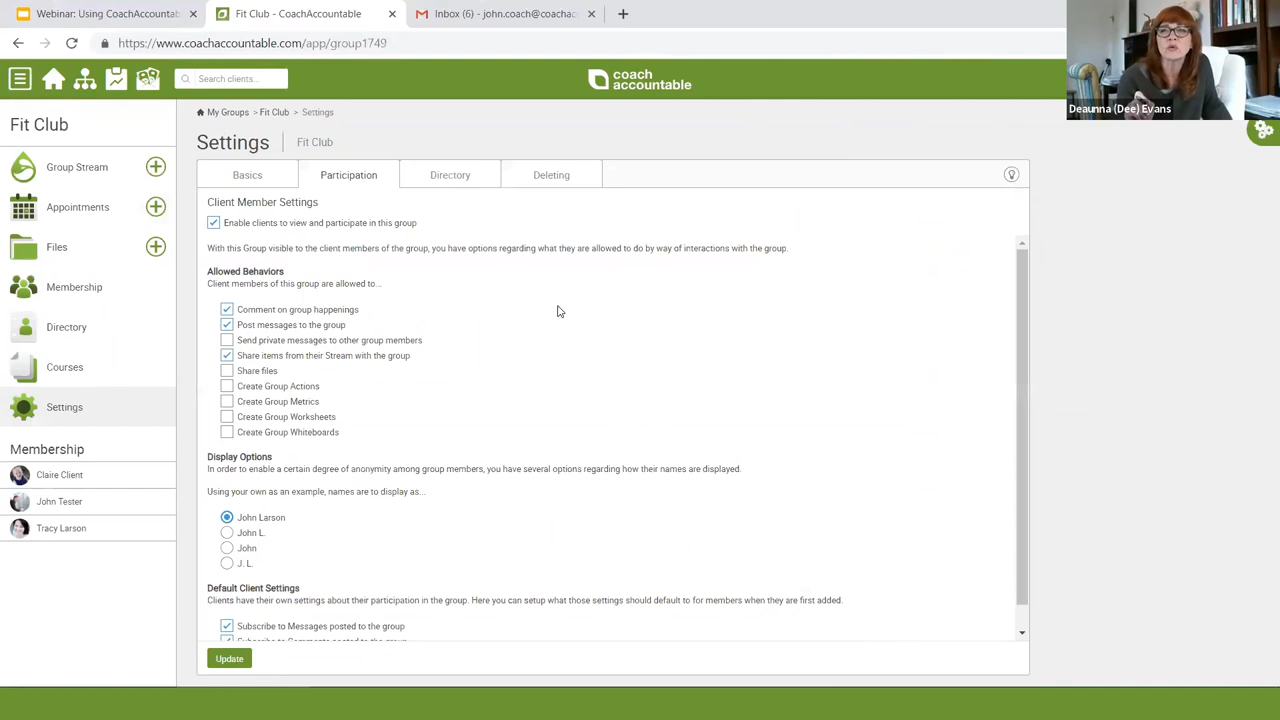 Webinar: Using CoachAccountab
Fit Club - CoachAccountable
Inbox (6) - john.coach@coachac
https://www.coachaccountable.com/app/group1749
Search clients...
coach
accountable
Deaunna (Dee) Evans
Fit Club
Group Stream
Appointments
Files
Membership
Directory
Courses
Settings
Membership
Claire Client
John Tester
Tracy Larson
My Groups > Fit Club > Settings
Settings | Fit Club
Basics
Participation
Directory
Deleting
Client Member Settings
Enable clients to view and participate in this group
With this Group visible to the client members of the group, you have options regarding what they are allowed to do by way of interactions with the group.
Allowed Behaviors
Client members of this group are allowed to...
Comment on group happenings
Post messages to the group
Send private messages to other group members
Share items from their Stream with the group
Share files
Create Group Actions
Create Group Metrics
Create Group Worksheets
Create Group Whiteboards
Display Options
In order to enable a certain degree of anonymity among group members, you have several options regarding how their names are displayed.
Using your own as an example, names are to display as...
John Larson
John L.
John
J. L.
Default Client Settings
Clients have their own settings about their participation in the group. Here you can setup what those settings should default to for members when they are first added.
Subscribe to Messages posted to the group
Subscribe to Comments posted to the group
Update